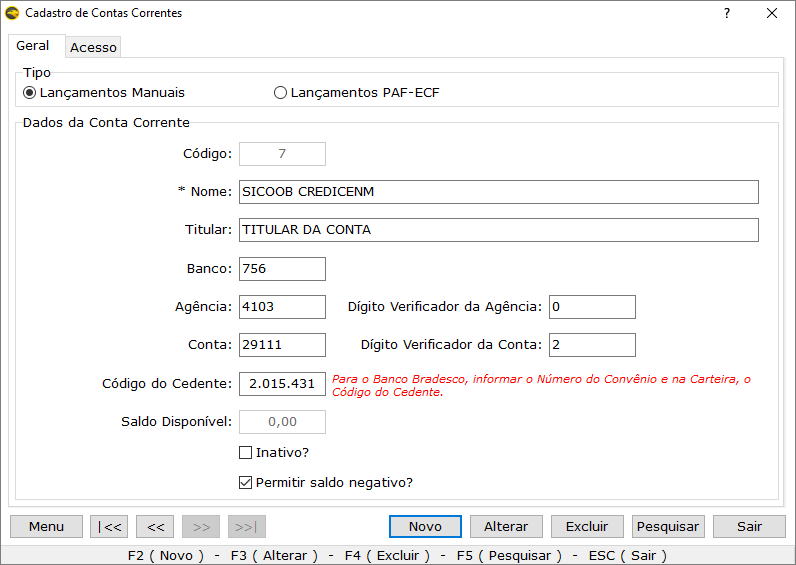 Cadastro de Contas Correntes ?
Geral Acesso
Tipo
Lançamentos Manuais Lançamentos PAF-ECF
Dados da Conta Corrente
Código: 7
* Nome: SICOOB CREDICENM
Titular: TITULAR DA CONTA
Banco: 756
Agência: 4103 Dígito Verificador da Agência: 0
Conta: 29111 Dígito Verificador da Conta: 2
Código do Cedente: 2.015.431 Para o Banco Bradesco, informar o Número do Convênio e na Carteira, o
Código do Cedente.
Saldo Disponível: 0,00
Inativo?
Permitir saldo negativo?
Menu |<< << >> >>| Novo Alterar Excluir Pesquisar Sair
F2 ( Novo ) - F3 ( Alterar ) - F4 ( Excluir ) - F5 ( Pesquisar ) - ESC ( Sair )